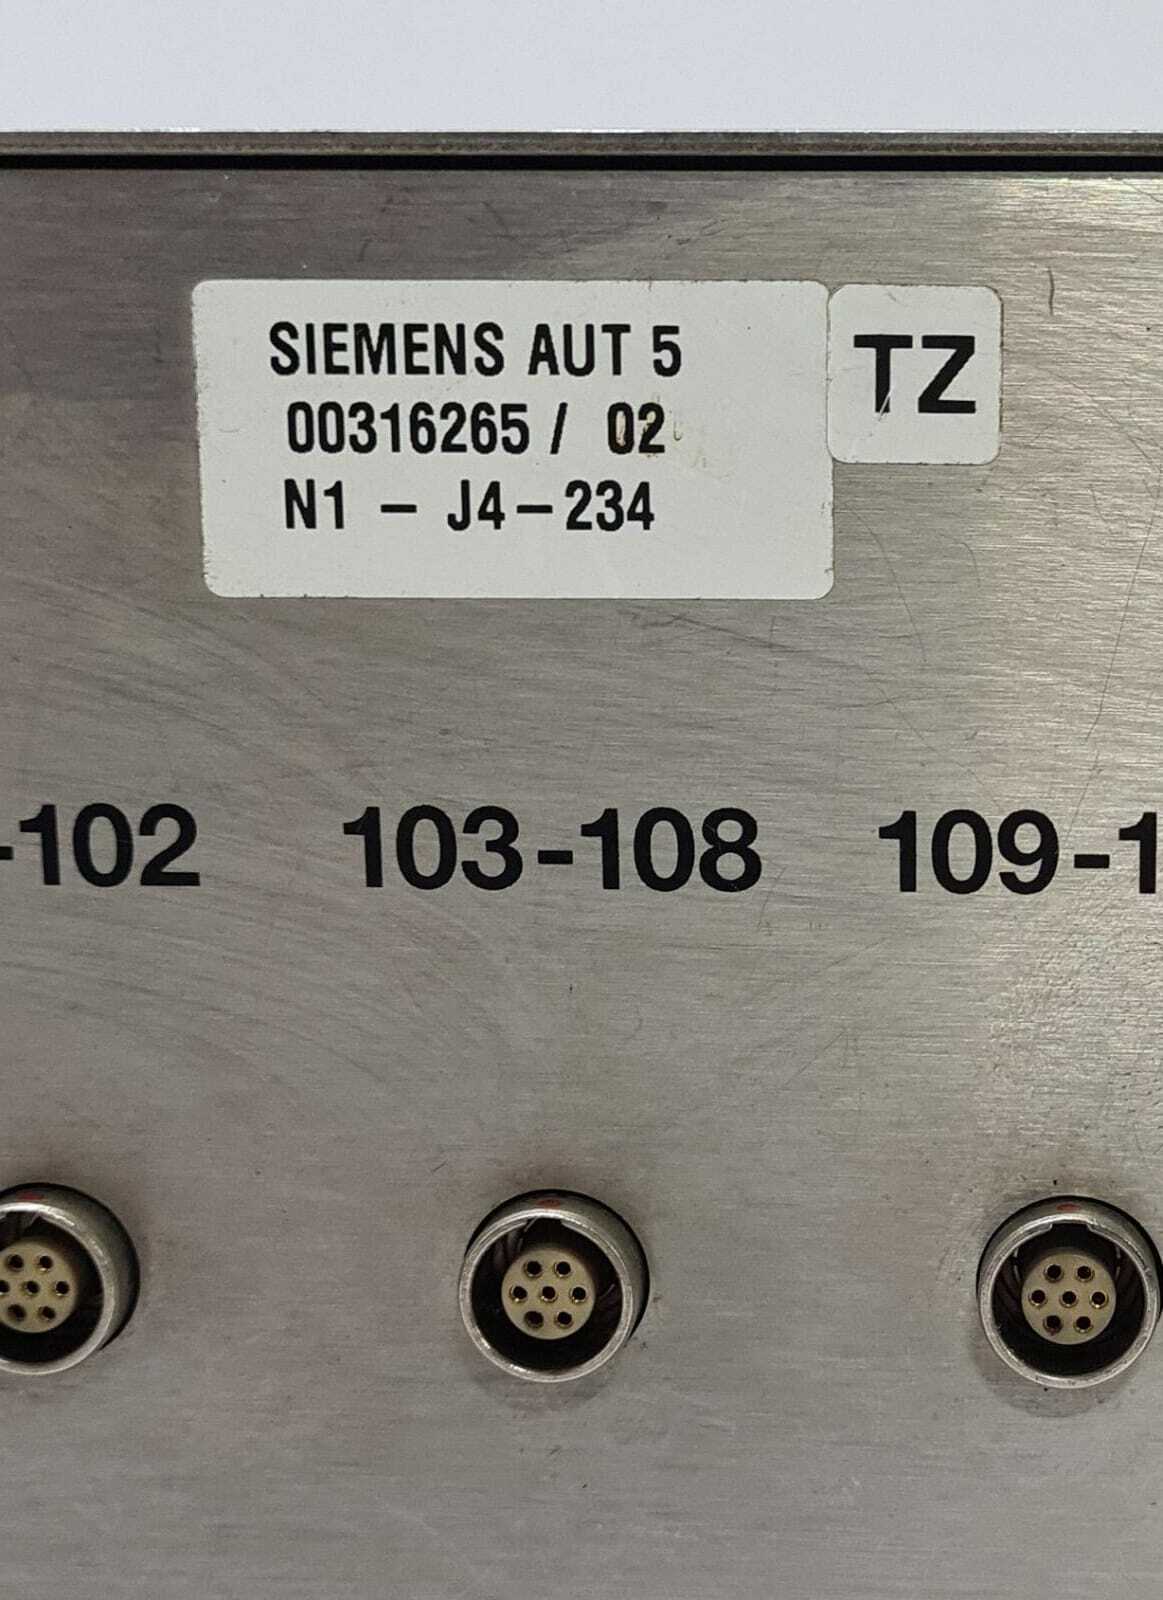 SIEMENS AUT 5
00316265 / 02
N1 - J4-234
TZ
-102
103-108
109-1